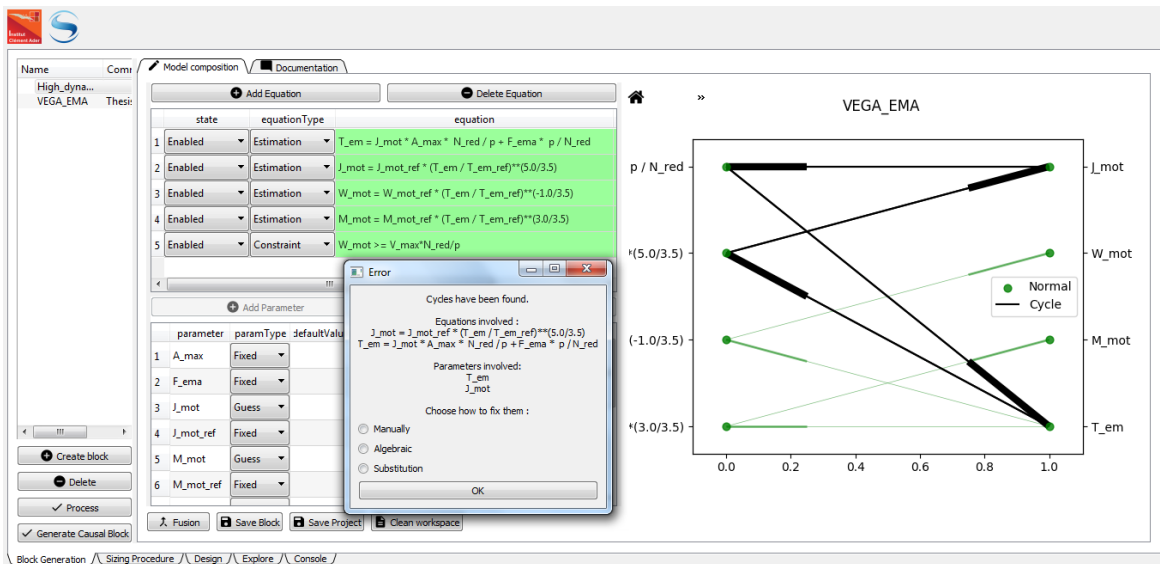 Institut
Clément Ader
Name Comr
High_dyna...
VEGA_EMA Thesis
Model composition Documentation
Add Equation Delete Equation
state equationType equation
1 Enabled Estimation T_em = J_mot * A_max * N_red / p + F_ema * p / N_red
2 Enabled Estimation J_mot = J_mot_ref * (T_em / T_em_ref)**(5.0/3.5)
3 Enabled Estimation W_mot = W_mot_ref * (T_em / T_em_ref)**(-1.0/3.5)
4 Enabled Estimation M_mot = M_mot_ref * (T_em / T_em_ref)**(3.0/3.5)
5 Enabled Constraint W_mot >= V_max*N_red/p
Add Parameter
parameter paramType defaultValu
1 A_max Fixed
2 F_ema Fixed
3 J_mot Guess
4 J_mot_ref Fixed
5 M_mot Guess
6 M_mot_ref Fixed
Create block
Delete
Process
Generate Causal Block
Fusion Save Block Save Project Clean workspace
Block Generation Sizing Procedure Design Explore Console
Error
Cycles have been found.
Equations involved :
J_mot = J_mot_ref * (T_em / T_em_ref)**(5.0/3.5)
T_em = J_mot * A_max * N_red / p + F_ema * p / N_red
Parameters involved:
T_em
J_mot
Choose how to fix them :
Manually
Algebraic
Substitution
OK
»
VEGA_EMA
p / N_red J_mot
*(5.0/3.5) W_mot
(-1.0/3.5) M_mot
*(3.0/3.5) T_em
Normal
Cycle
0.0 0.2 0.4 0.6 0.8 1.0